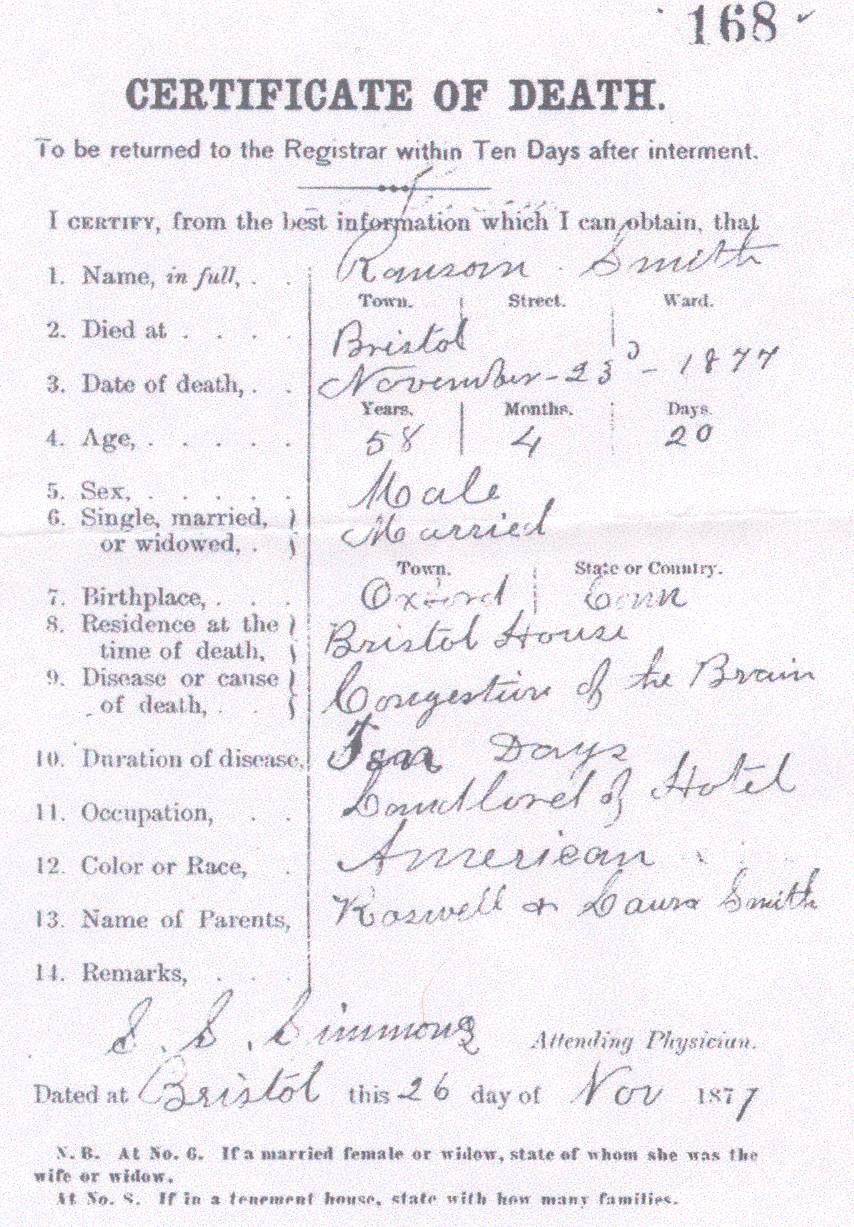 168
CERTIFICATE OF DEATH.
To be returned to the Registrar within Ten Days after interment.
I CERTIFY, from the best information which I can obtain, that
1. Name, in full, . . Ransom Smith
Town. Street. Ward.
2. Died at . . . . Bristol
3. Date of death, . . November - 23d - 1877
Years. Months. Days.
4. Age, . . . . . 58 4 20
5. Sex, . . . . . Male
6. Single, married, or widowed, . Married
Town. State or Country.
7. Birthplace, . . . Oxford Conn
8. Residence at the time of death, Bristol House
9. Disease or cause of death, . . Congestion of the Brain
10. Duration of disease, Ten Days
11. Occupation, . . Landlord of Hotel
12. Color or Race, . American
13. Name of Parents, Roswell & Laura Smith
14. Remarks, . . .
S. S. Simmons Attending Physician.
Dated at Bristol this 26 day of Nov 1877
N. B. At No. 6. If a married female or widow, state of whom she was the
wife or widow.
At No. 8. If in a tenement house, state with how many families.